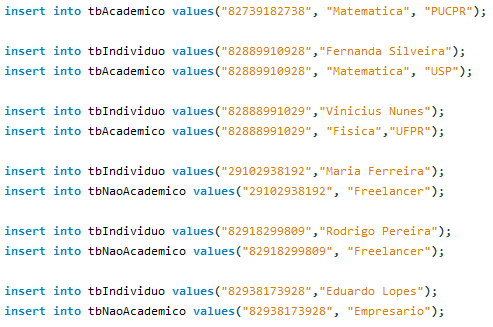 insert into tbAcademico values("82739182738", "Matematica", "PUCPR");
insert into tbIndividuo values("82889910928","Fernanda Silveira");
insert into tbAcademico values("82889910928", "Matematica", "USP");
insert into tbIndividuo values("82888991029","Vinicius Nunes");
insert into tbAcademico values("82888991029", "Fisica","UFPR");
insert into tbIndividuo values("29102938192","Maria Ferreira");
insert into tbNaoAcademico values("29102938192", "Freelancer");
insert into tbIndividuo values("82918299809","Rodrigo Pereira");
insert into tbNaoAcademico values("82918299809", "Freelancer");
insert into tbIndividuo values("82938173928","Eduardo Lopes");
insert into tbNaoAcademico values("82938173928", "Empresario");